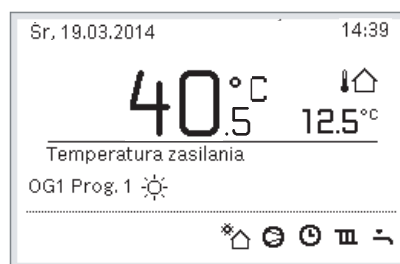 Śr, 19.03.2014 14:39
40.5°C
12.5°C
Temperatura zasilania
OG1 Prog. 1